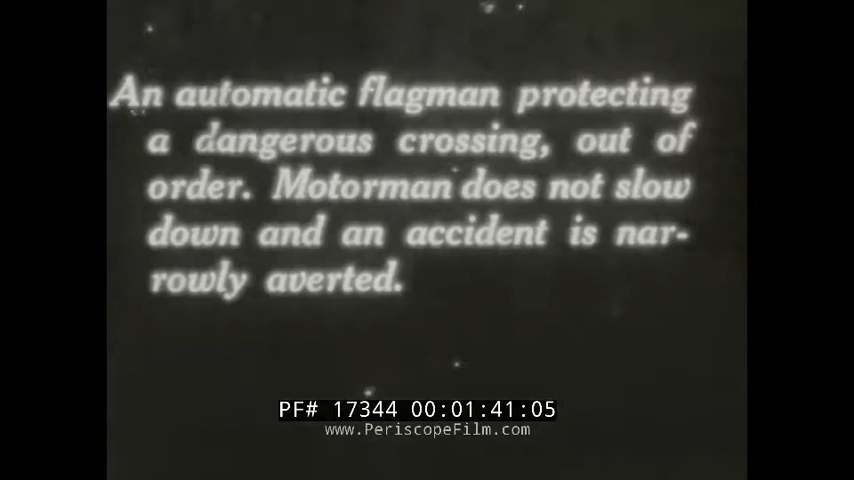 An automatic flagman protecting
a dangerous crossing, out of
order. Motorman does not slow
down and an accident is nar-
rowly averted.
PF# 17344 00:01:41:05
www.PeriscopeFilm.com